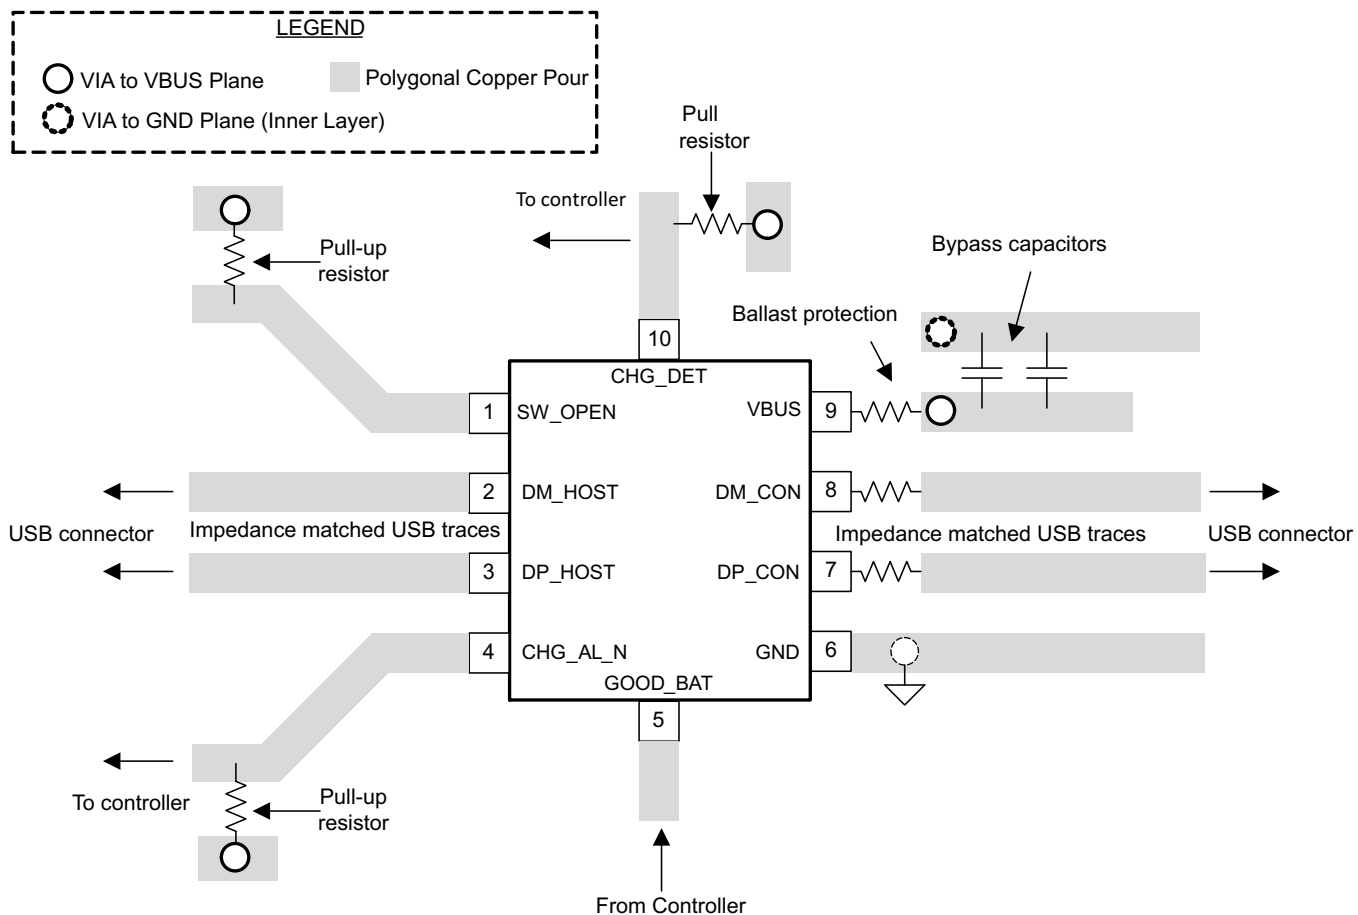 LEGEND
VIA to VBUS Plane
Polygonal Copper Pour
VIA to GND Plane (Inner Layer)
Pull
resistor
To controller
Pull-up
resistor
Bypass capacitors
Ballast protection
10
CHG_DET
1
SW_OPEN
VBUS
9
2
DM_HOST
DM_CON
8
USB connector
Impedance matched USB traces
Impedance matched USB traces
USB connector
3
DP_HOST
DP_CON
7
4
CHG_AL_N
GND
6
GOOD_BAT
5
To controller
Pull-up
resistor
From Controller